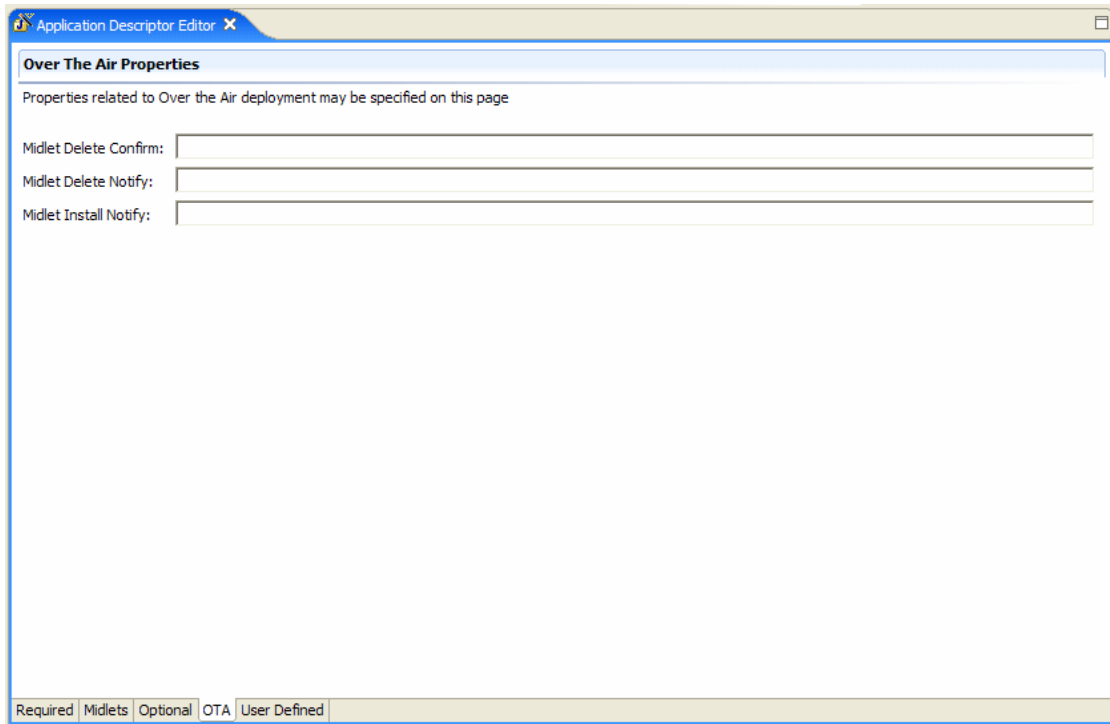 Application Descriptor Editor
Over The Air Properties
Properties related to Over the Air deployment may be specified on this page
Midlet Delete Confirm:
Midlet Delete Notify:
Midlet Install Notify:
Required Midlets Optional OTA User Defined